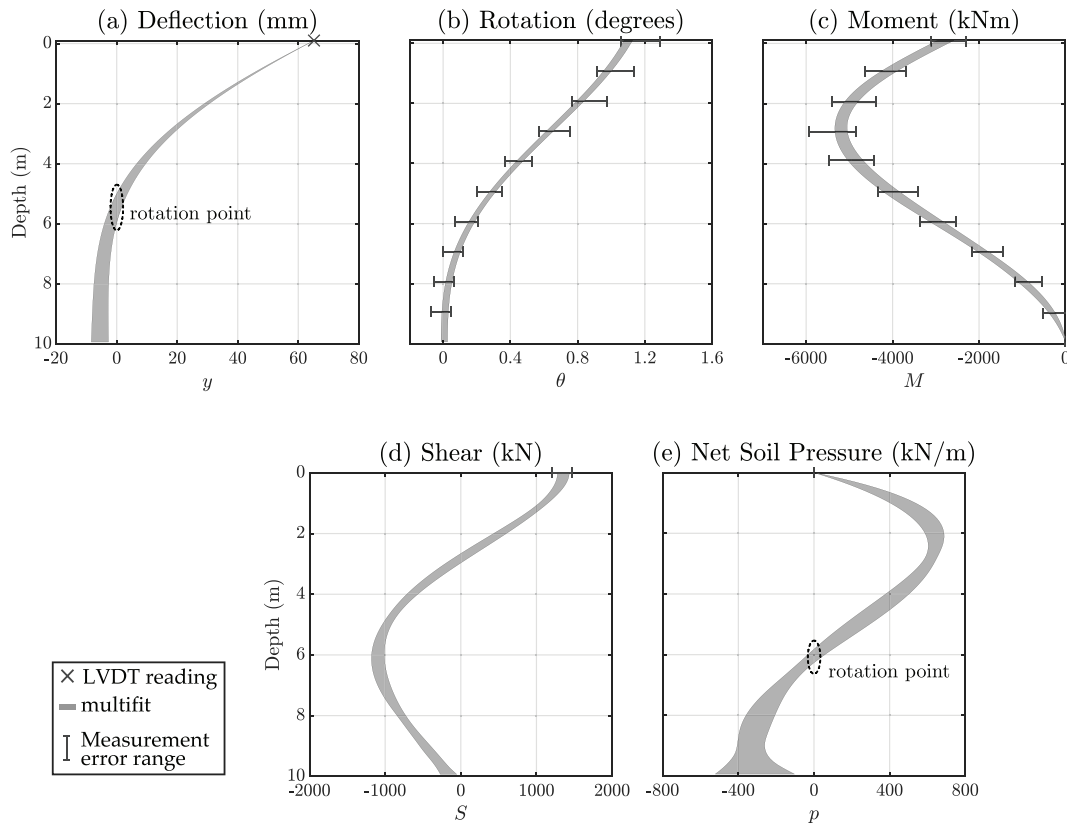 (a) Deflection (mm)
(b) Rotation (degrees)
(c) Moment (kNm)
0
2
4
6
8
10
Depth (m)
rotation point
-20 0 20 40 60 80
y
0 0.4 0.8 1.2 1.6
θ
-6000 -4000 -2000 0
M
(d) Shear (kN)
(e) Net Soil Pressure (kN/m)
0
2
4
6
8
10
Depth (m)
rotation point
-2000 -1000 0 1000 2000
S
-800 -400 0 400 800
p
LVDT reading
multifit
Measurement
error range